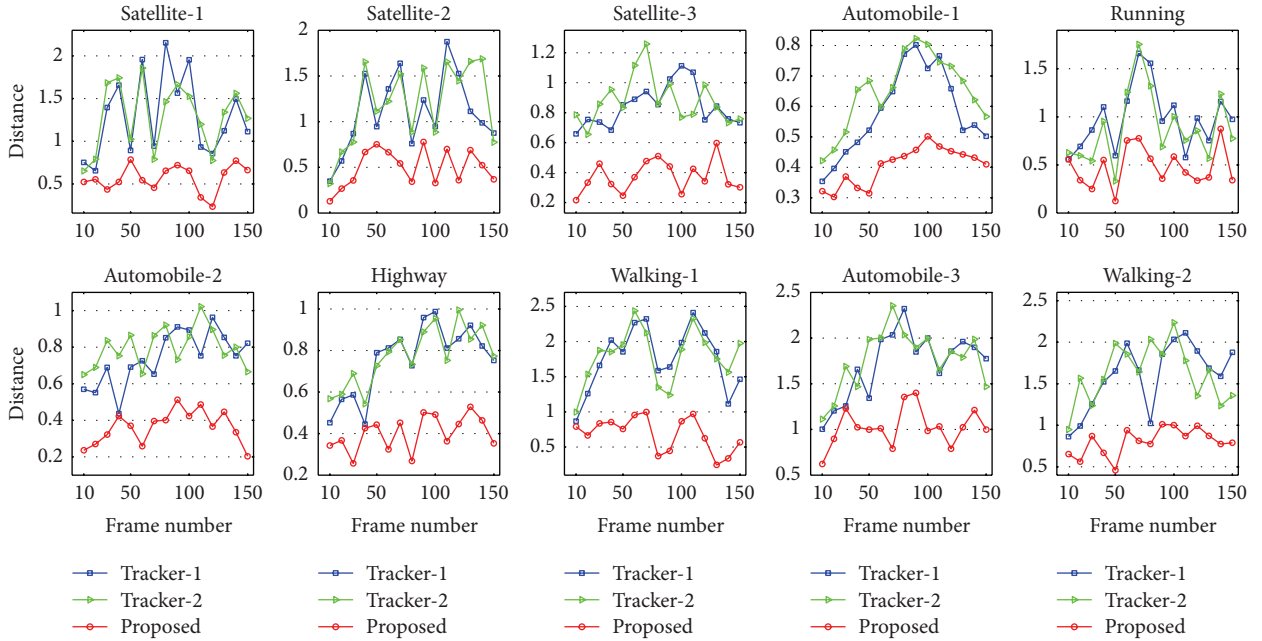 Satellite-1 Satellite-2 Satellite-3 Automobile-1 Running
Distance
2
1.5
1
0.5
10 50 100 150
2
1.5
1
0.5
0
10 50 100 150
1.2
1
0.8
0.6
0.4
0.2
10 50 100 150
0.8
0.7
0.6
0.5
0.4
0.3
10 50 100 150
1.5
1
0.5
0
10 50 100 150
Automobile-2 Highway Walking-1 Automobile-3 Walking-2
Distance
1
0.8
0.6
0.4
0.2
10 50 100 150
1
0.8
0.6
0.4
0.2
10 50 100 150
2.5
2
1.5
1
0.5
10 50 100 150
2.5
2
1.5
1
0.5
10 50 100 150
2.5
2
1.5
1
0.5
10 50 100 150
Frame number Frame number Frame number Frame number Frame number
Tracker-1 Tracker-1 Tracker-1 Tracker-1 Tracker-1
Tracker-2 Tracker-2 Tracker-2 Tracker-2 Tracker-2
Proposed Proposed Proposed Proposed Proposed